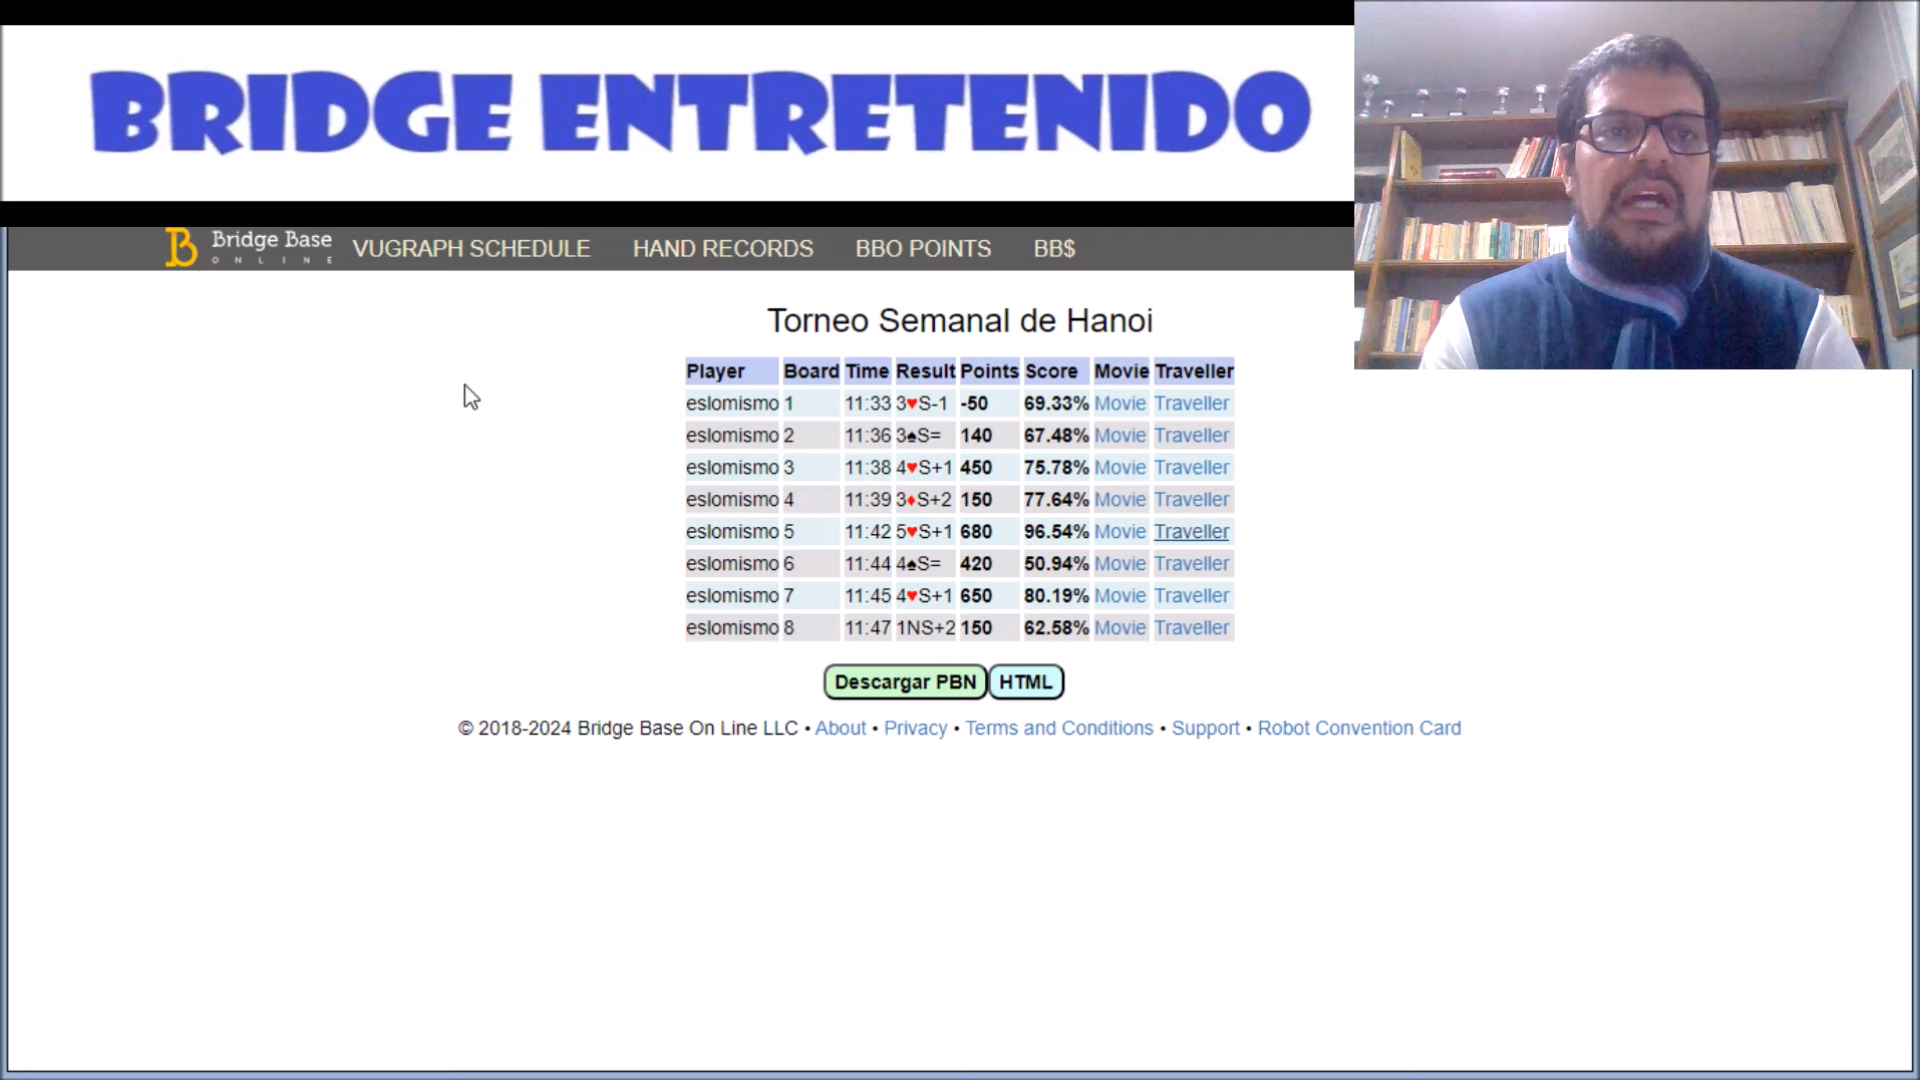 BRIDGE ENTRETENIDO
Bridge Base
ONLINE
VUGRAPH SCHEDULE HAND RECORDS BBO POINTS BB$
Torneo Semanal de Hanoi
Player Board Time Result Points Score Movie Traveller
eslomismo 1 11:33 3♥S-1 -50 69.33% Movie Traveller
eslomismo 2 11:36 3♠S= 140 67.48% Movie Traveller
eslomismo 3 11:38 4♥S+1 450 75.78% Movie Traveller
eslomismo 4 11:39 3♦S+2 150 77.64% Movie Traveller
eslomismo 5 11:42 5♥S+1 680 96.54% Movie Traveller
eslomismo 6 11:44 4♠S= 420 50.94% Movie Traveller
eslomismo 7 11:45 4♥S+1 650 80.19% Movie Traveller
eslomismo 8 11:47 1NS+2 150 62.58% Movie Traveller
Descargar PBN HTML
© 2018-2024 Bridge Base On Line LLC • About • Privacy • Terms and Conditions • Support • Robot Convention Card